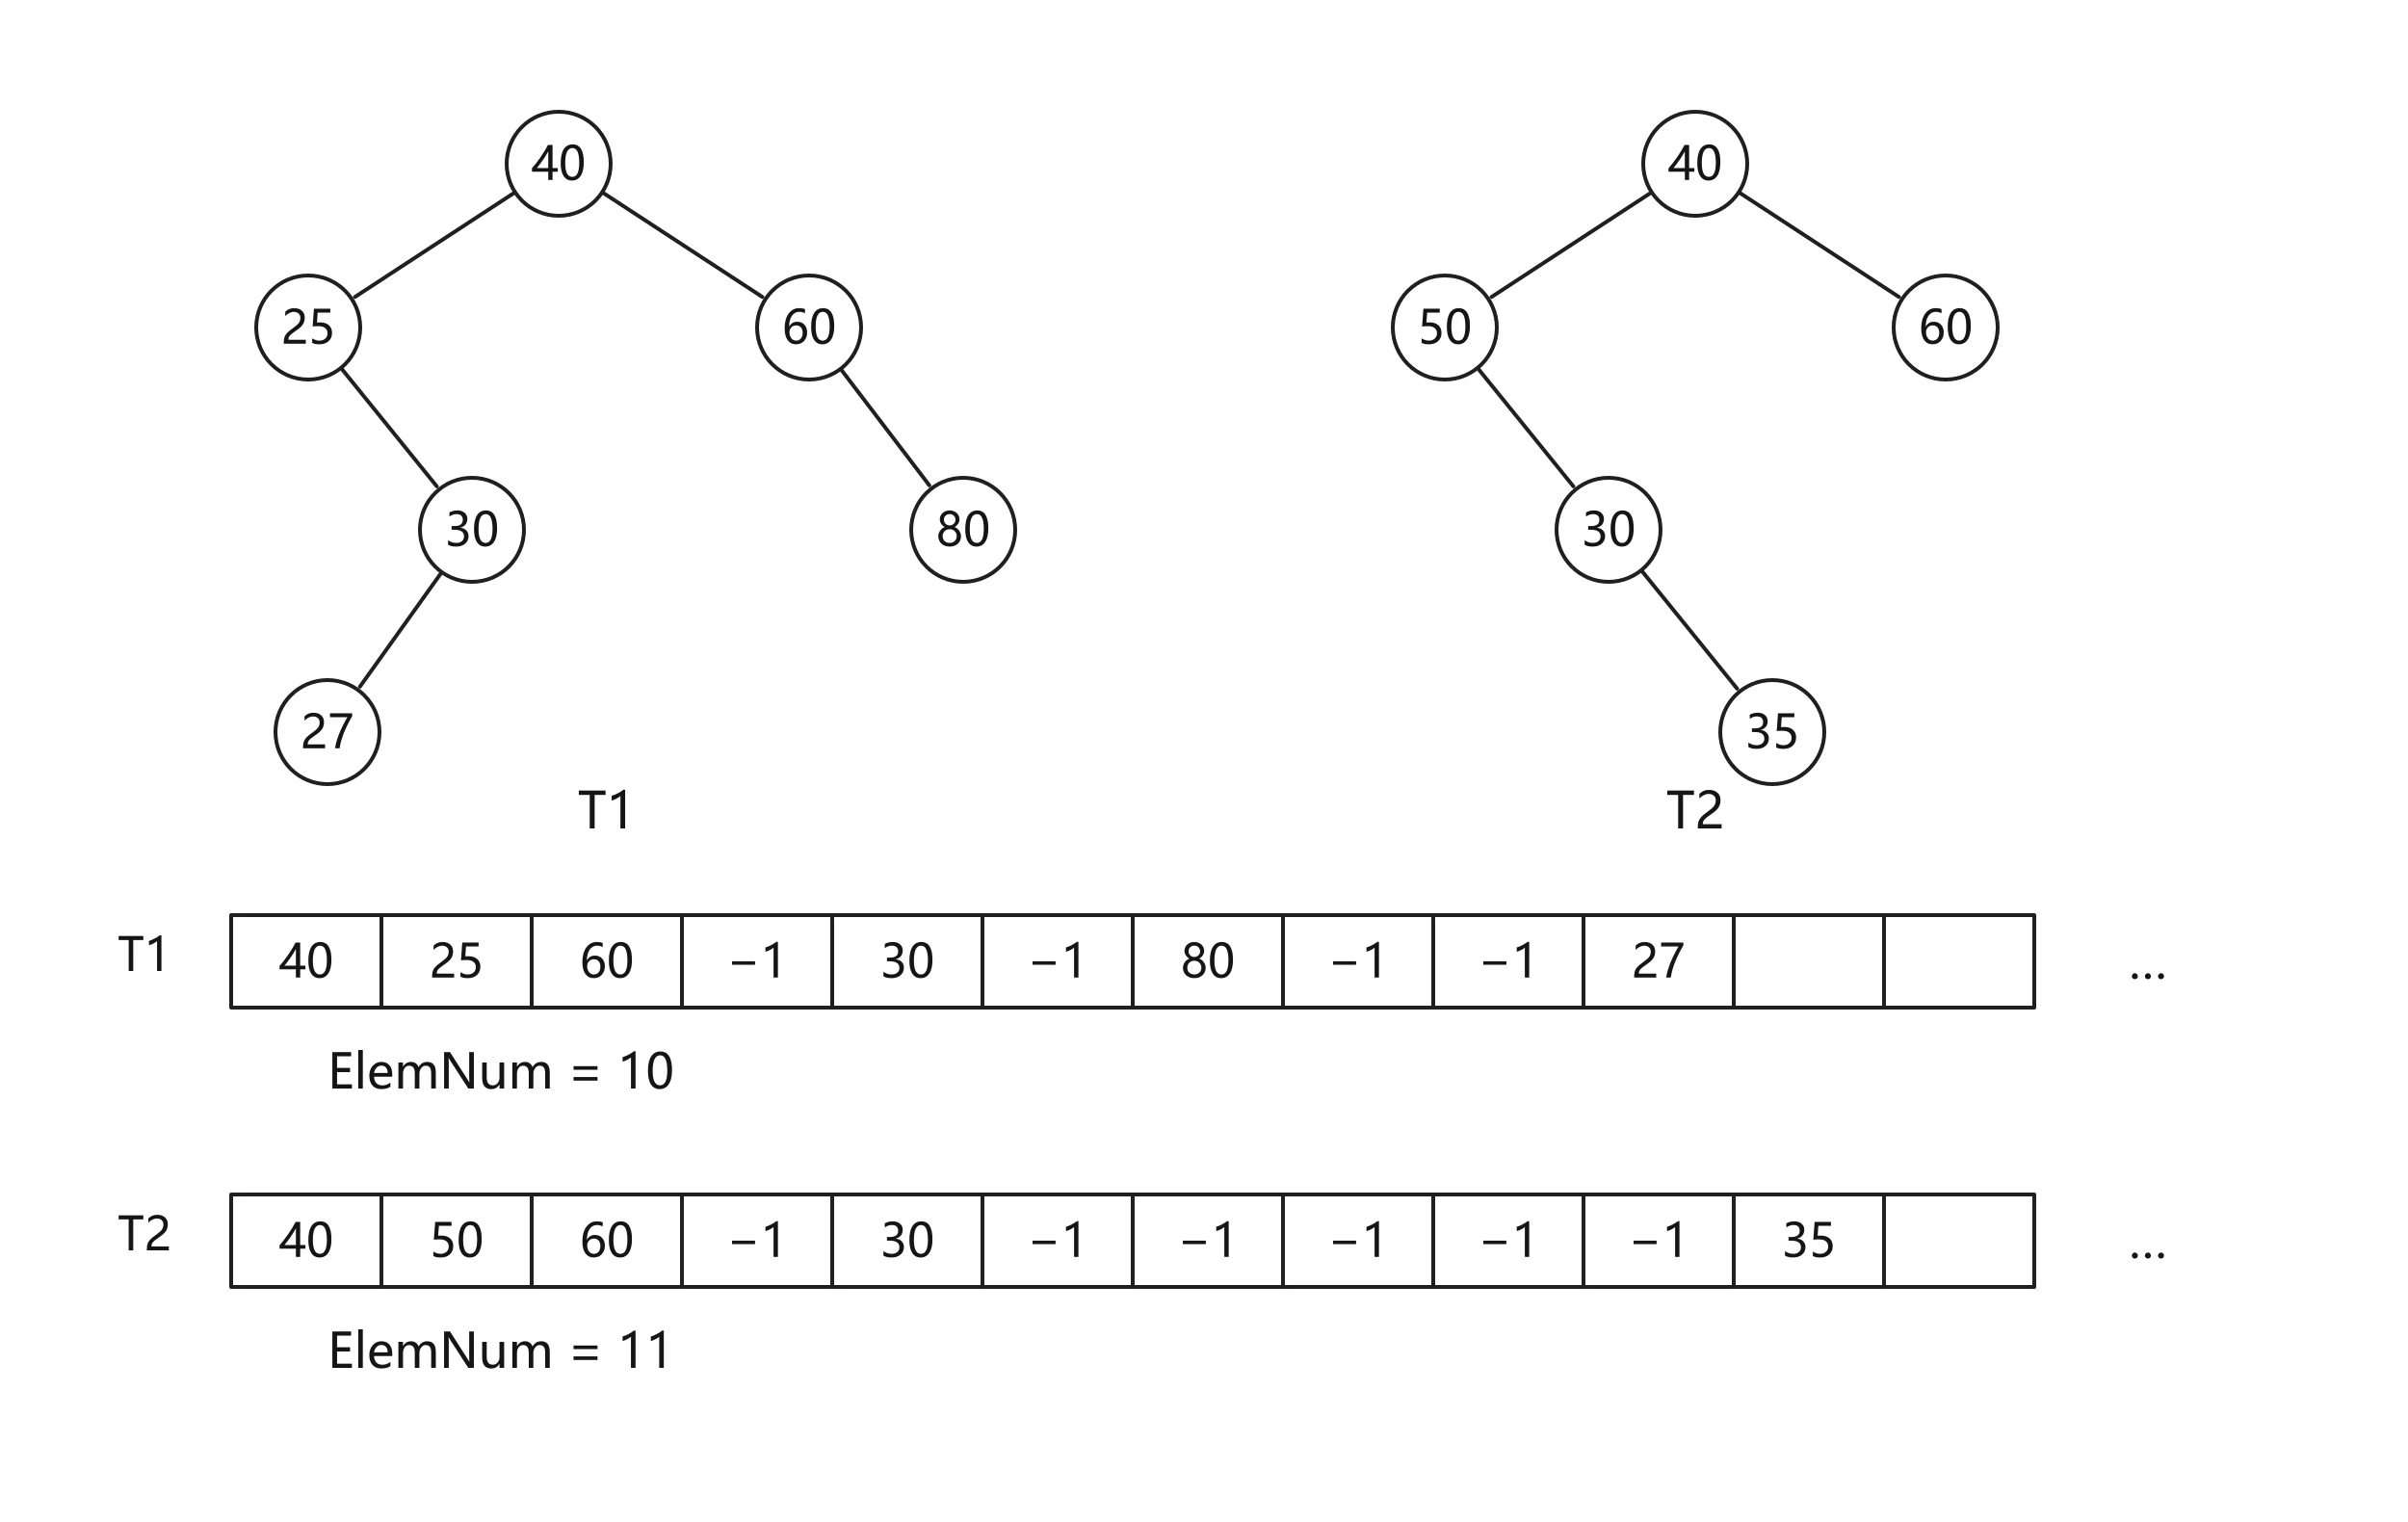 40 40
25 60 50 60
30 80 30
27 35
T1 T2
T1 40 25 60 −1 30 −1 80 −1 −1 27 ...
ElemNum = 10
T2 40 50 60 −1 30 −1 −1 −1 −1 −1 35 ...
ElemNum = 11